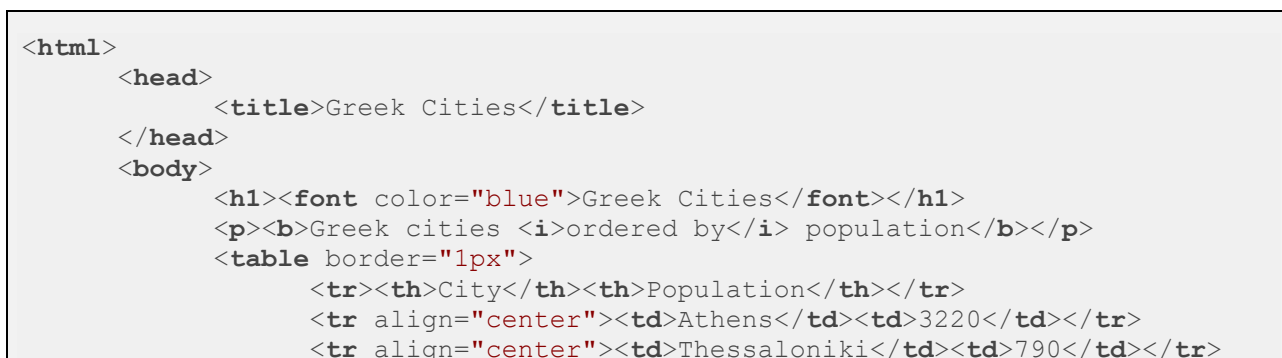 <html>
<head>
<title>Greek Cities</title>
</head>
<body>
<h1><font color="blue">Greek Cities</font></h1>
<p><b>Greek cities <i>ordered by</i> population</b></p>
<table border="1px">
<tr><th>City</th><th>Population</th></tr>
<tr align="center"><td>Athens</td><td>3220</td></tr>
<tr align="center"><td>Thessaloniki</td><td>790</td></tr>